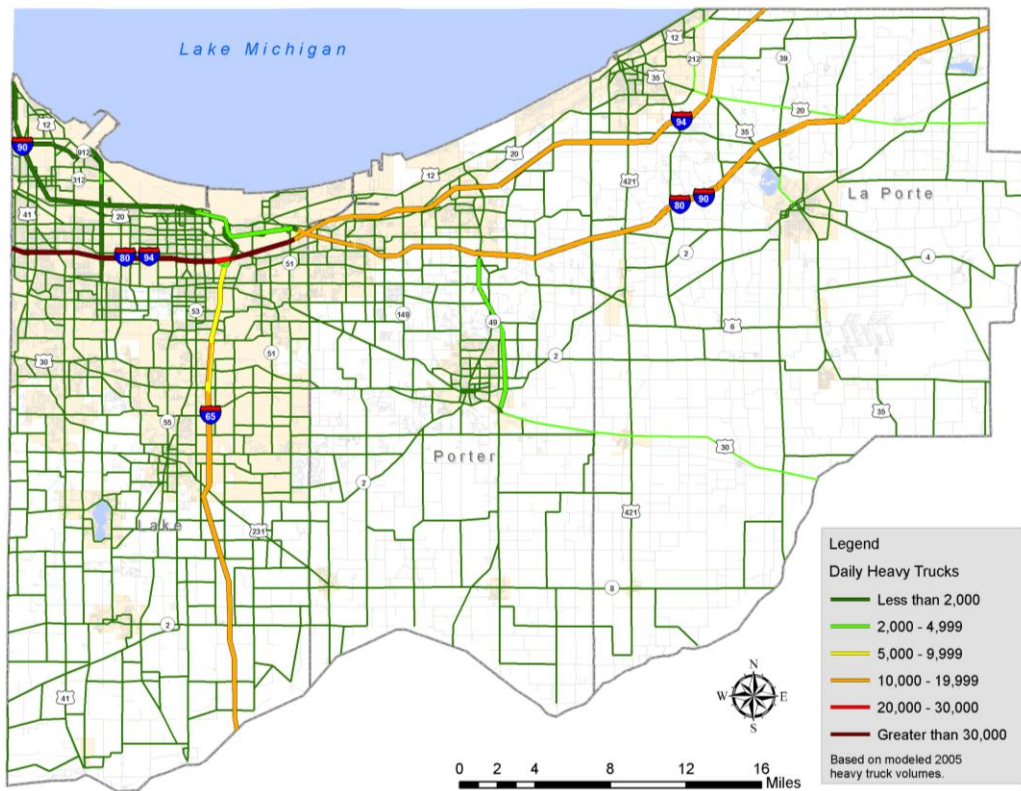 Lake Michigan
12
212
39
35
20
94
35
12
90
912
312
20
12
421
41
20
80
90
La Porte
80
94
51
2
4
53
149
49
6
30
51
2
55
65
35
Porter
30
2
Lake
231
421
8
2
41
N
W
E
S
0
2
4
8
12
16
Miles
Legend
Daily Heavy Trucks
Less than 2,000
2,000 - 4,999
5,000 - 9,999
10,000 - 19,999
20,000 - 30,000
Greater than 30,000
Based on modeled 2005
heavy truck volumes.